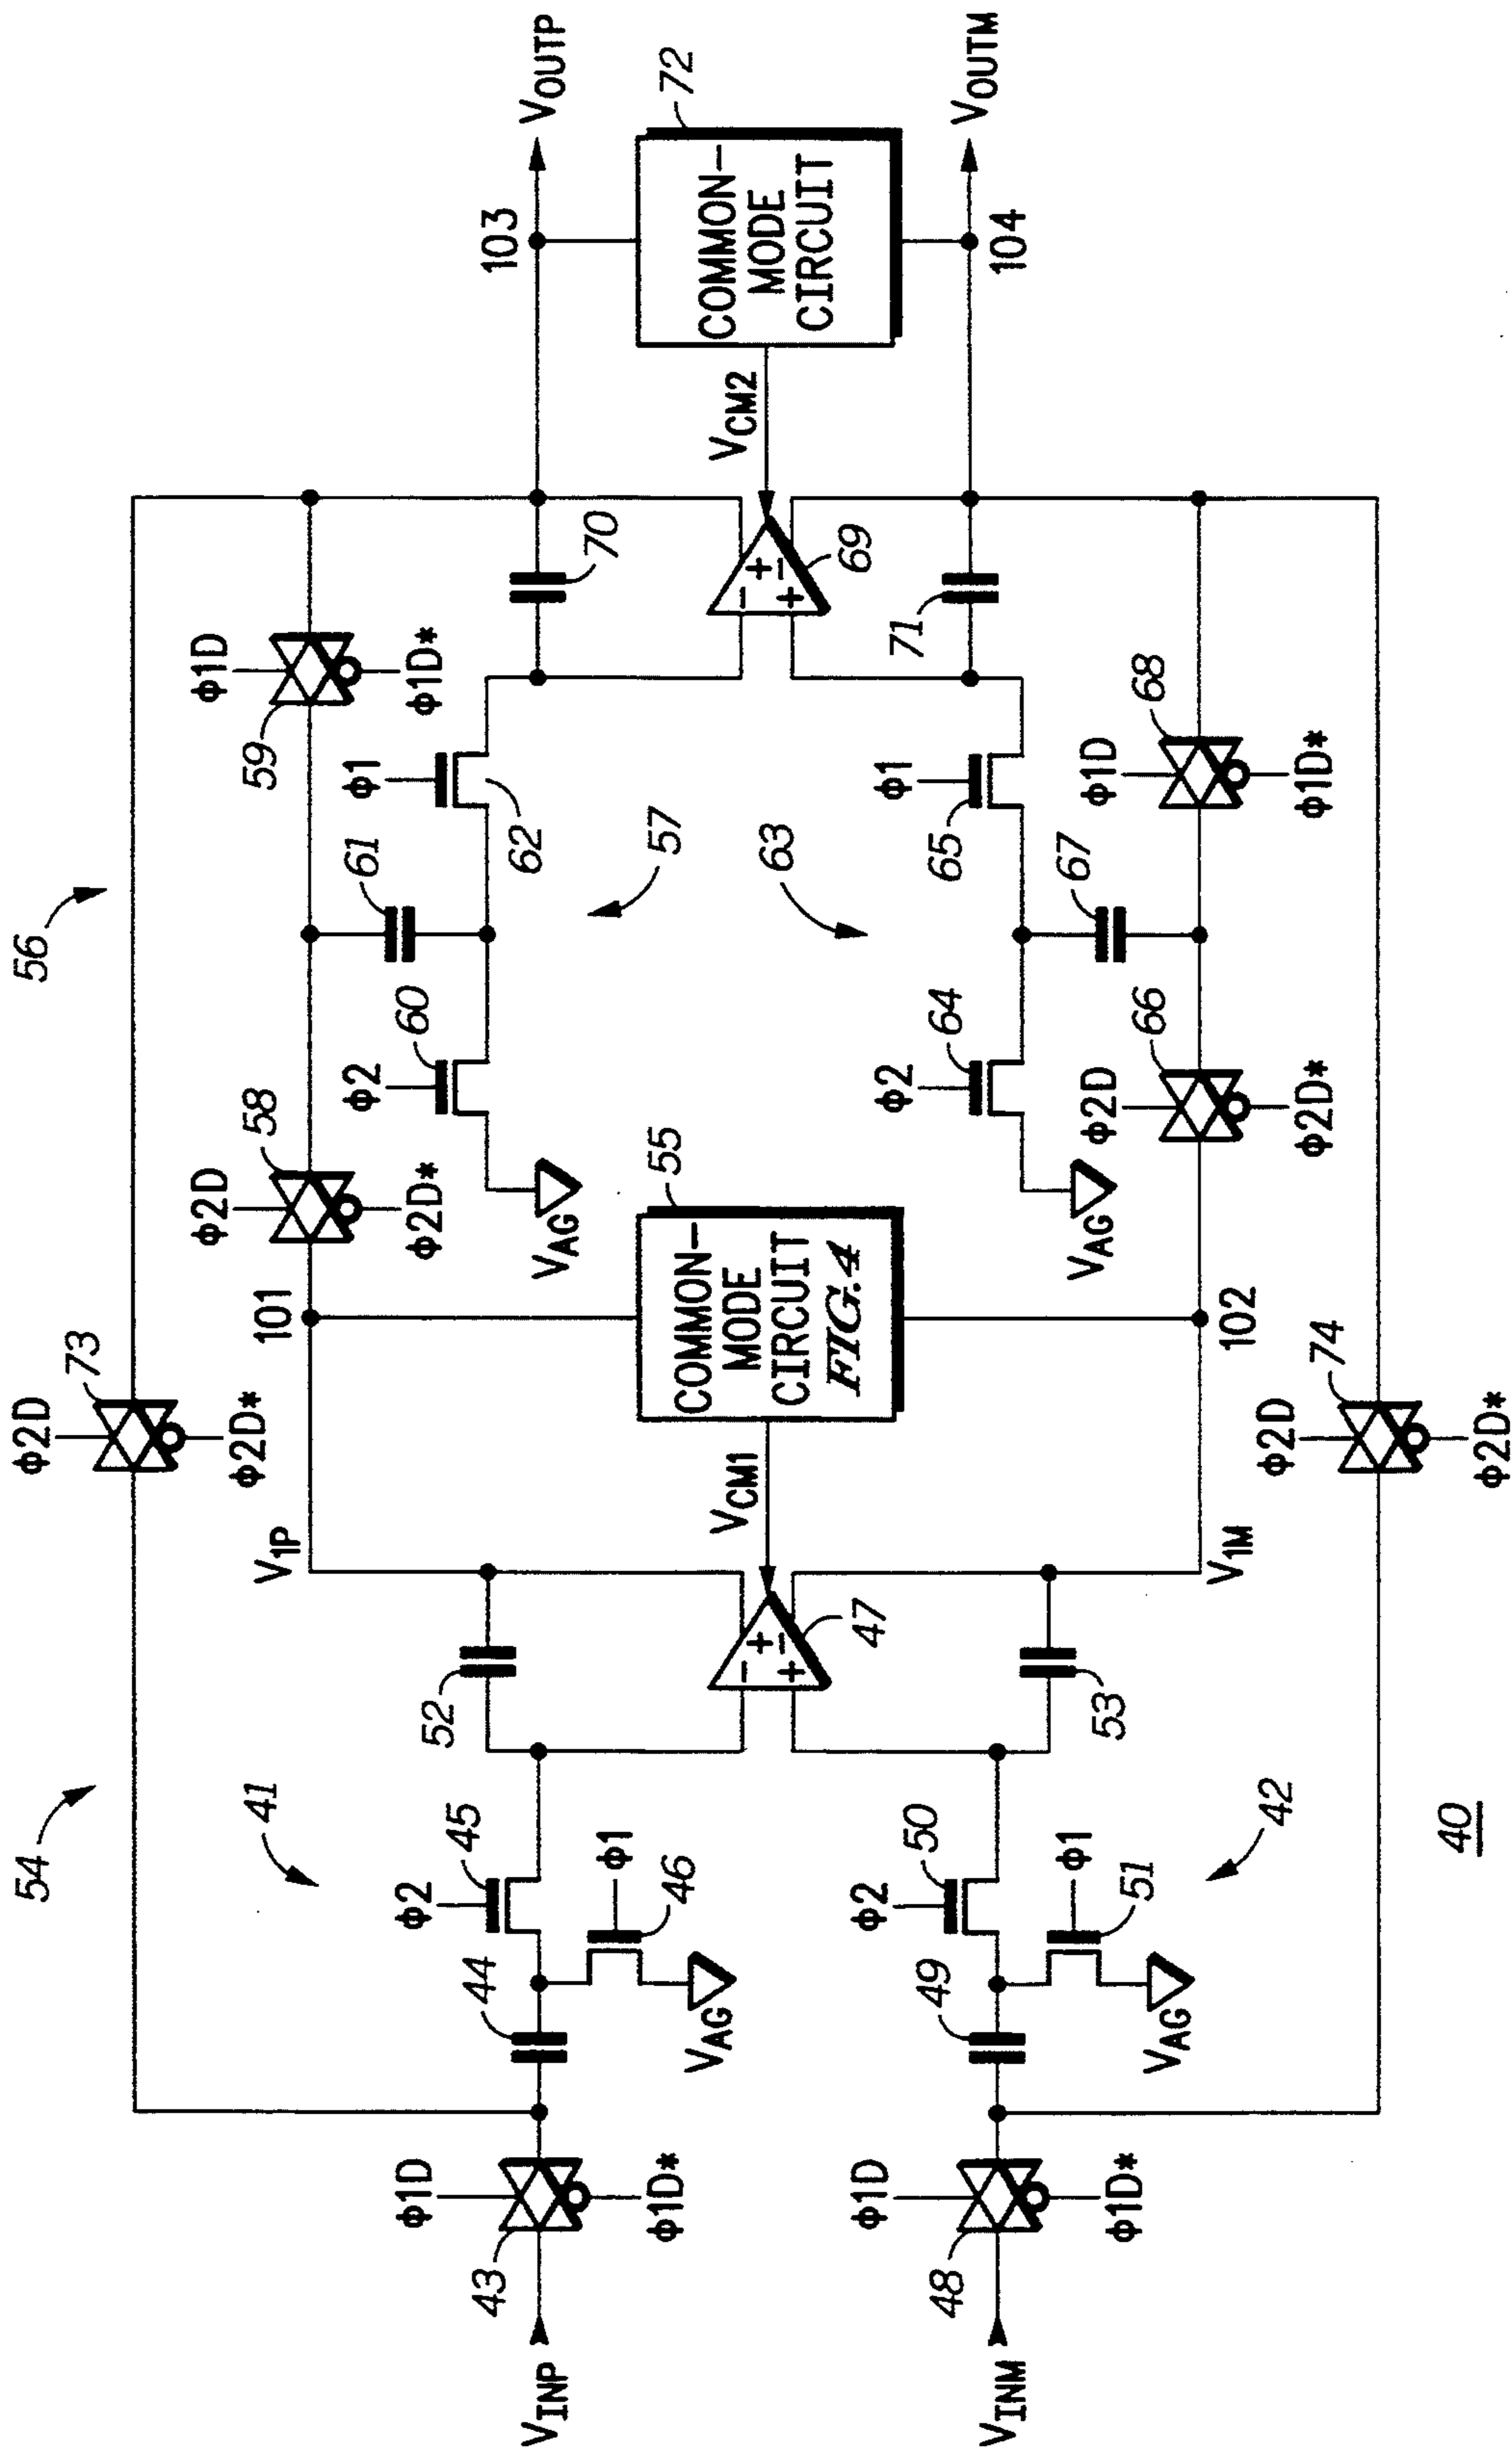 54
56
ϕ2D
73
ϕ2D*
ϕ2D
58
ϕ2D*
ϕ1D
59
ϕ1D*
101
V1P
41
52
ϕ2
60
61
ϕ1
62
57
70
103
VOUTP
ϕ1D
43
ϕ1D*
VINP
44
ϕ2
45
ϕ1
46
VAG
VAG
47
- +
+ -
VCM1
COMMON-
MODE
CIRCUIT
FIG.4
55
69
- +
+ -
VCM2
COMMON-
MODE
CIRCUIT
72
63
ϕ1D
48
ϕ1D*
VINM
49
ϕ2
50
ϕ1
51
VAG
53
42
V1M
102
VAG
ϕ2
64
ϕ1
65
67
71
104
VOUTM
ϕ2D
66
ϕ2D*
ϕ1D
68
ϕ1D*
ϕ2D
74
ϕ2D*
40